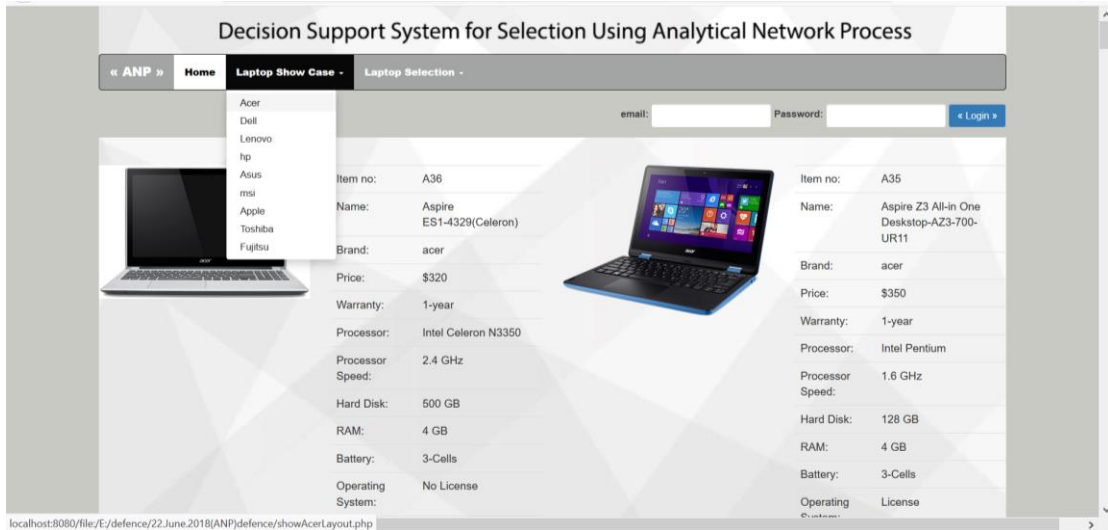 Decision Support System for Selection Using Analytical Network Process
« ANP » Home Laptop Show Case - Laptop Selection -
Acer
Dell
Lenovo
hp
Asus
msi
Apple
Toshiba
Fujitsu
email: Password: « Login »
Item no: A36
Name: Aspire
ES1-4329(Celeron)
Brand: acer
Price: $320
Warranty: 1-year
Processor: Intel Celeron N3350
Processor 2.4 GHz
Speed:
Hard Disk: 500 GB
RAM: 4 GB
Battery: 3-Cells
Operating No License
System:
Item no: A35
Name: Aspire Z3 All-in One
Deskstop-AZ3-700-
UR11
Brand: acer
Price: $350
Warranty: 1-year
Processor: Intel Pentium
Processor 1.6 GHz
Speed:
Hard Disk: 128 GB
RAM: 4 GB
Battery: 3-Cells
Operating License
System:
acer
localhost:8080/file:/E:/defence/22.June.2018(ANP)defence/showAcerLayout.php